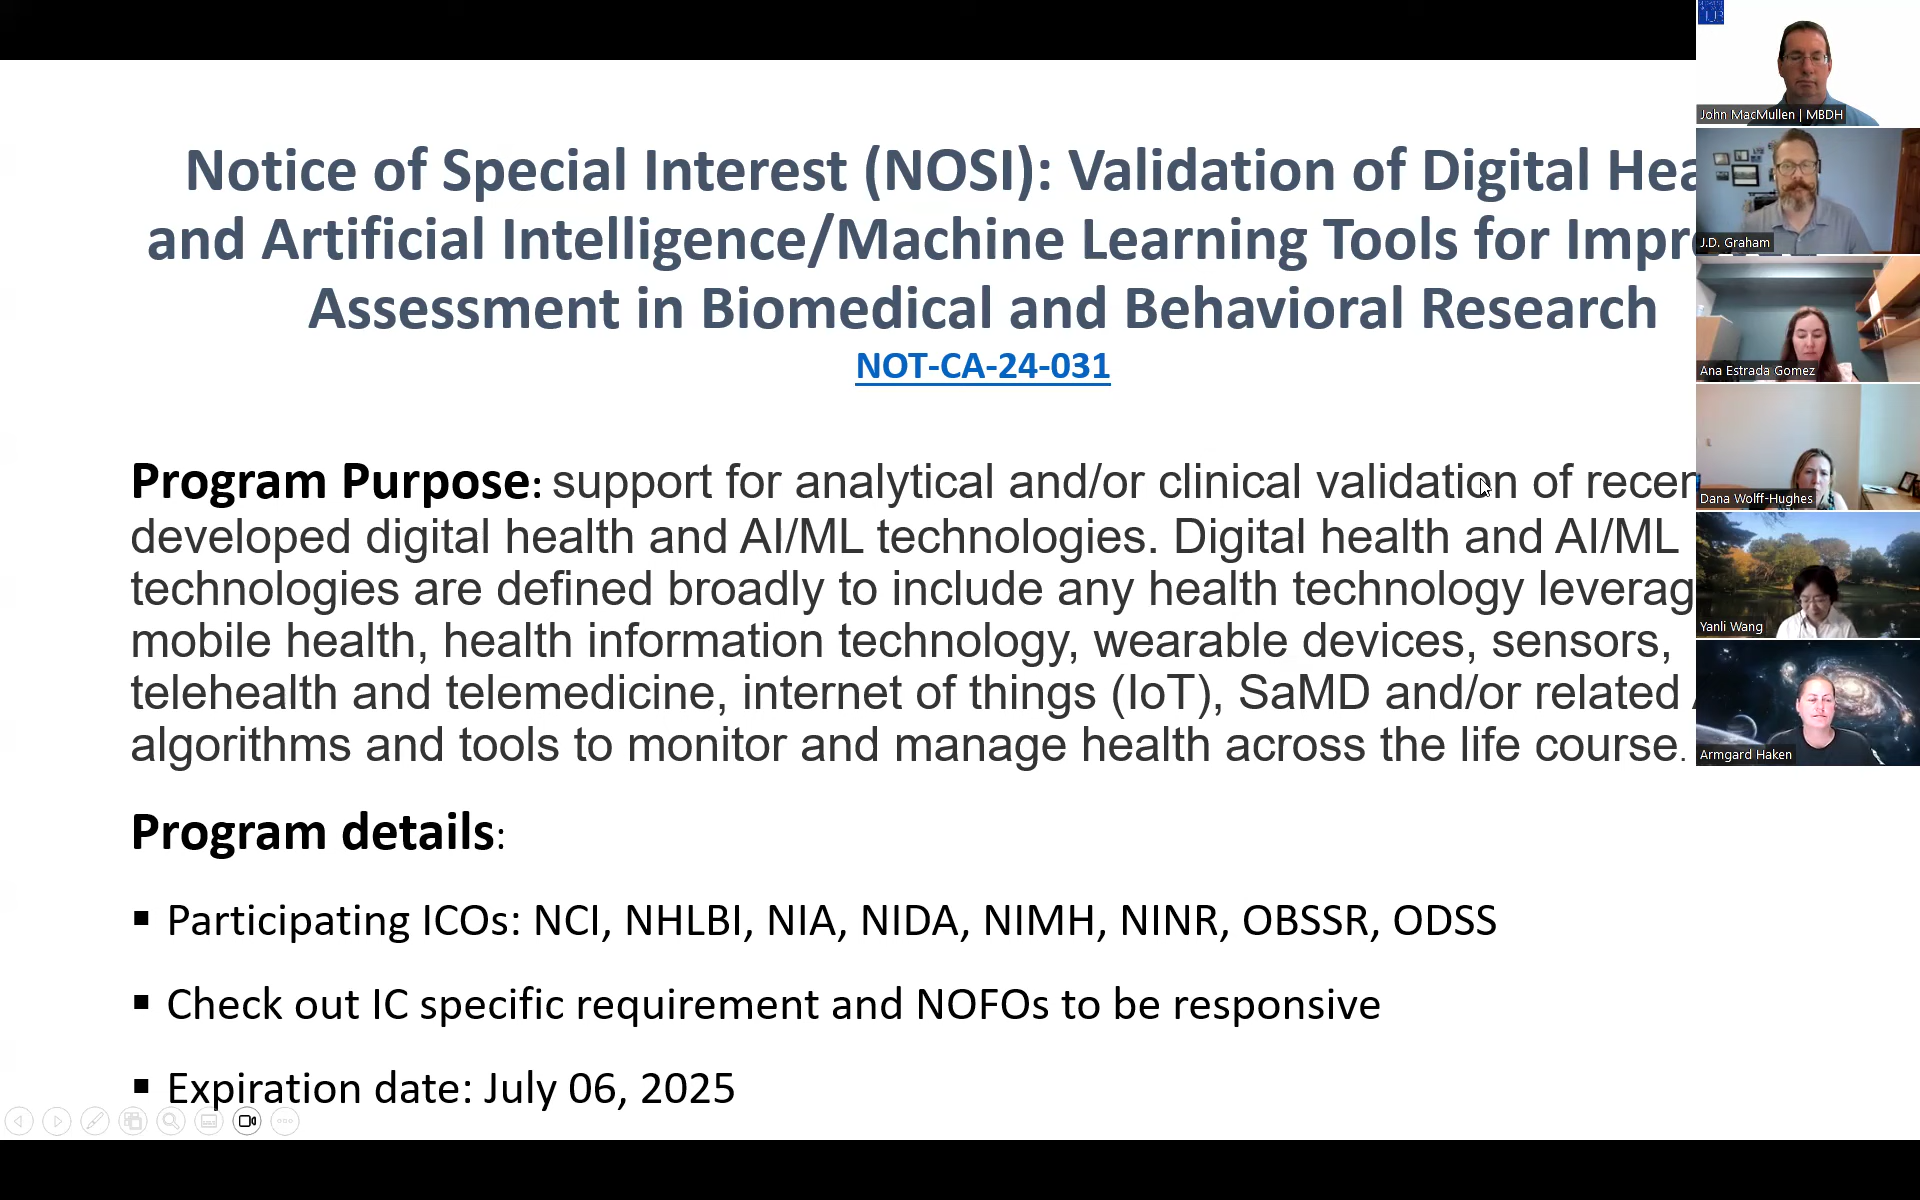 Notice of Special Interest (NOSI): Validation of Digital Hea
and Artificial Intelligence/Machine Learning Tools for Impr
Assessment in Biomedical and Behavioral Research
NOT-CA-24-031
Program Purpose: support for analytical and/or clinical validation of recen
developed digital health and AI/ML technologies. Digital health and AI/ML
technologies are defined broadly to include any health technology leverag
mobile health, health information technology, wearable devices, sensors,
telehealth and telemedicine, internet of things (IoT), SaMD and/or related
algorithms and tools to monitor and manage health across the life course.
Program details:
▪ Participating ICOs: NCI, NHLBI, NIA, NIDA, NIMH, NINR, OBSSR, ODSS
▪ Check out IC specific requirement and NOFOs to be responsive
▪ Expiration date: July 06, 2025
John MacMullen | MBDH
J.D. Graham
Ana Estrada Gomez
Dana Wolff-Hughes
Yanli Wang
Armgard Haken